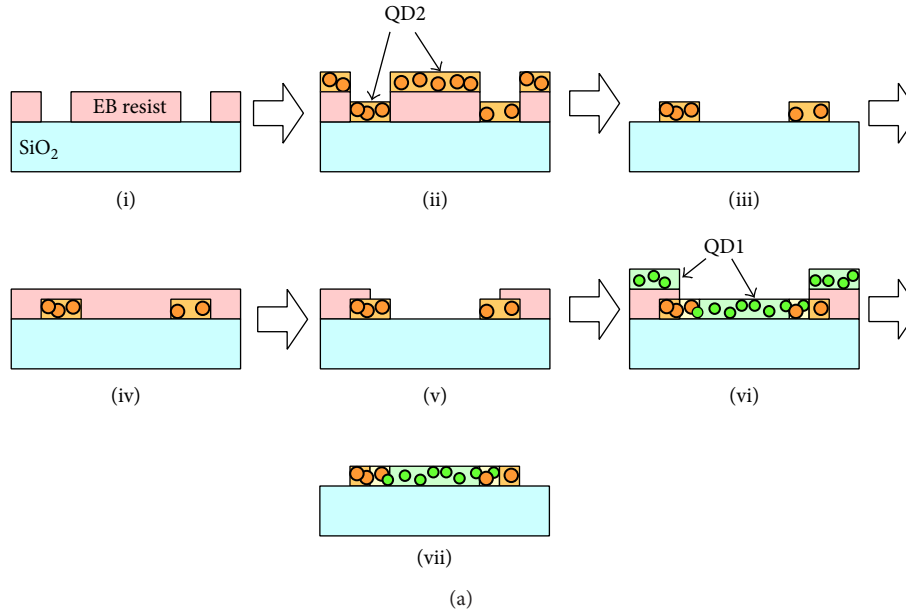 QD2
EB resist
SiO₂
(i)
(ii)
(iii)
QD1
(iv)
(v)
(vi)
(vii)
(a)